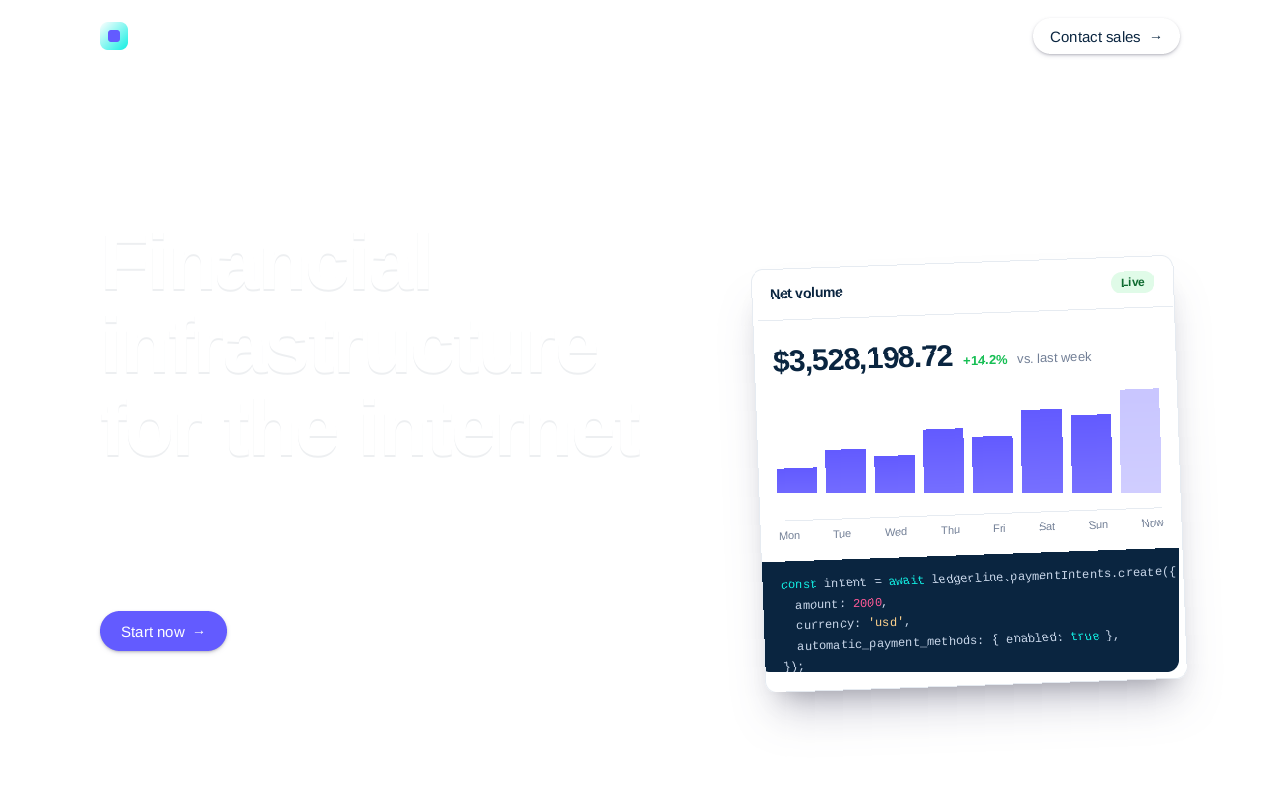 Contact sales →
Financial
infrastructure
for the internet
Start now →
Net volume
Live
$3,528,198.72 +14.2% vs. last week
Mon Tue Wed Thu Fri Sat Sun Now
const intent = await ledgerline.paymentIntents.create({
  amount: 2000,
  currency: 'usd',
  automatic_payment_methods: { enabled: true },
});